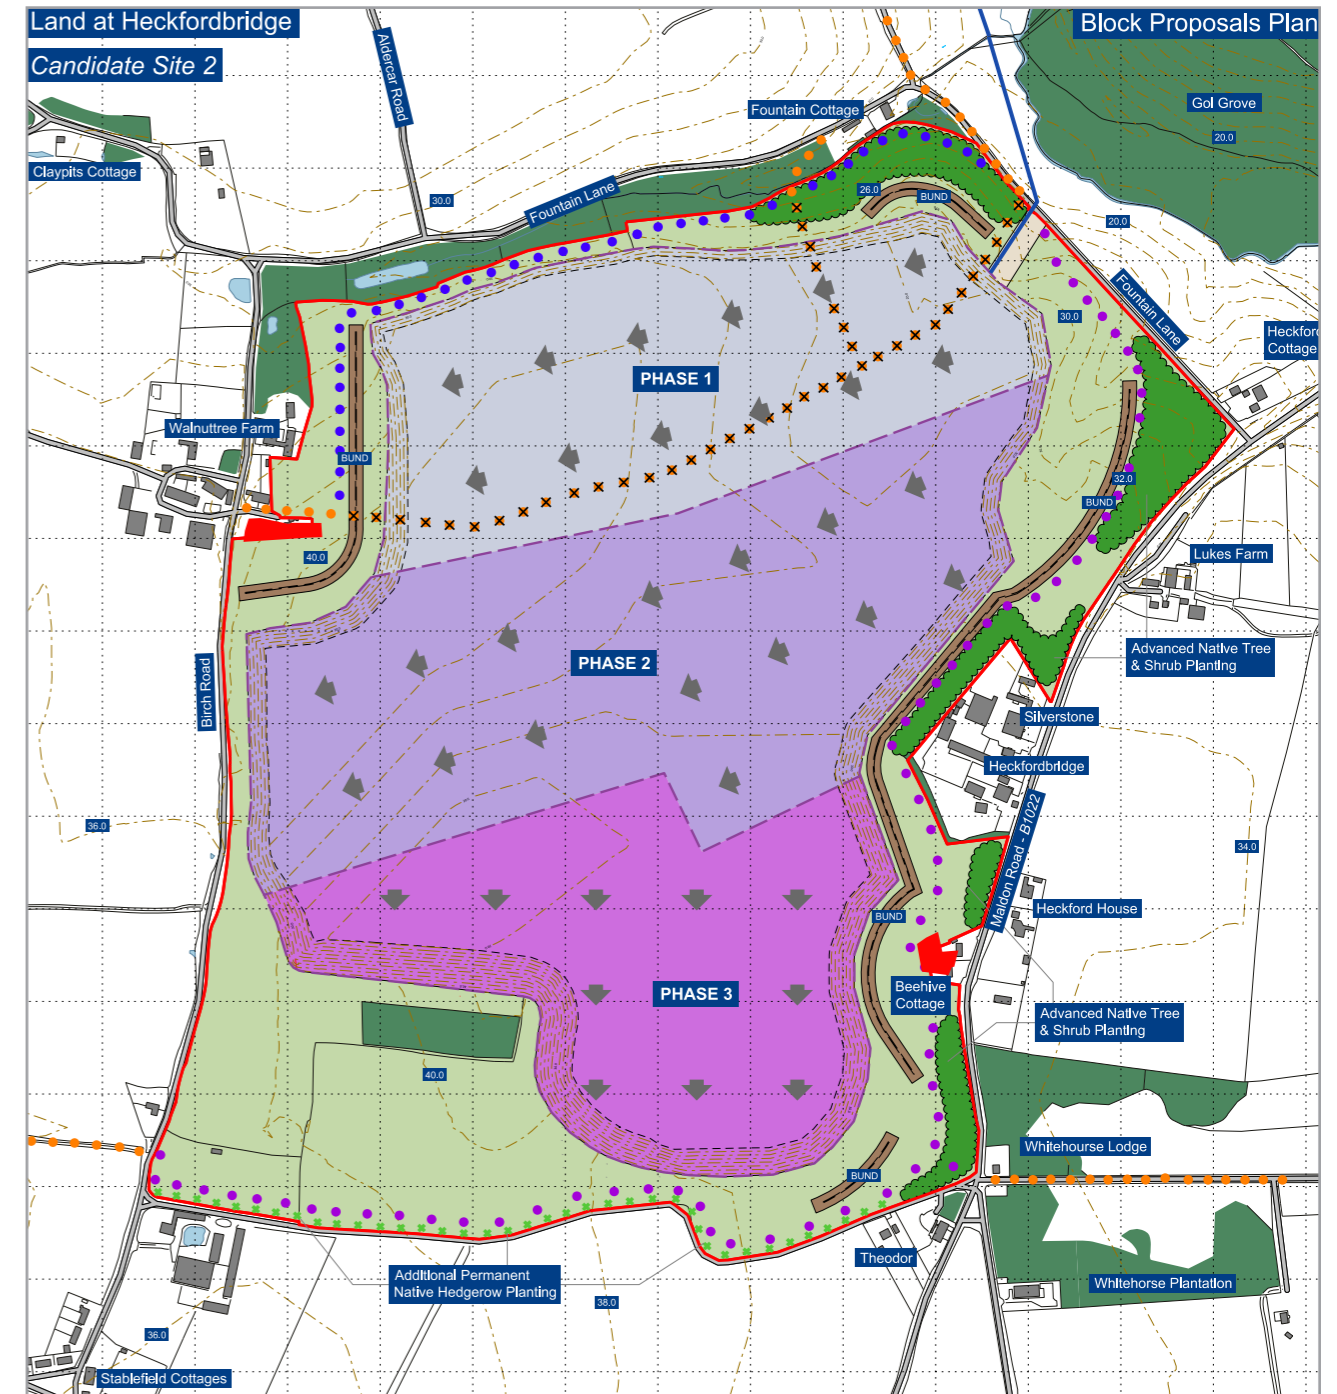 Land at Heckfordbridge
Block Proposals Plan
Candidate Site 2
Aldercar Road
Gol Grove
Fountain Cottage
20.0
Claypits Cottage
30.0
Fountain Lane
26.0
BUND
20.0
Fountain Lane
30.0
Heckford
Cottage
PHASE 1
Walnuttree Farm
BUND
32.0
BUND
40.0
Lukes Farm
Advanced Native Tree
& Shrub Planting
PHASE 2
Birch Road
Silverstone
Heckfordbridge
36.0
Maldon Road - B1022
34.0
Heckford House
BUND
Beehive
Cottage
PHASE 3
Advanced Native Tree
& Shrub Planting
40.0
Whitehourse Lodge
BUND
Theodor
Additional Permanent
Native Hedgerow Planting
Whitehorse Plantation
38.0
36.0
Stablefield Cottages